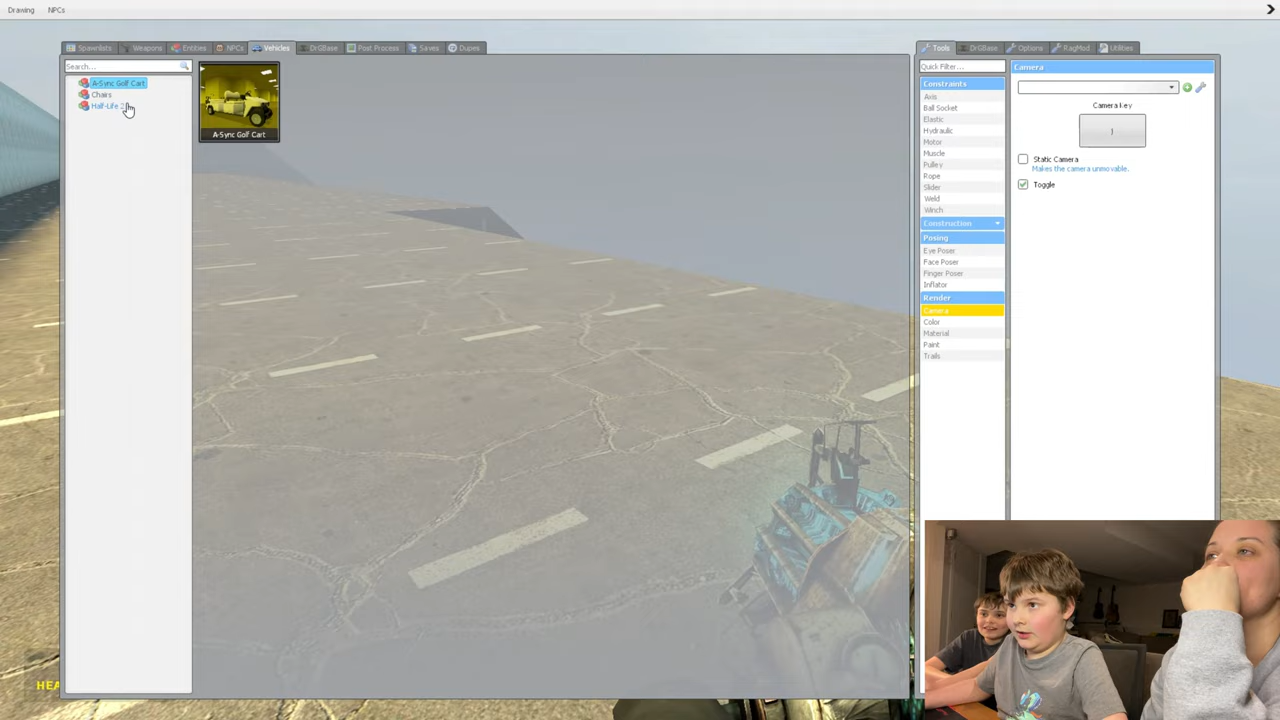 Drawing NPCs
Spawnlists Weapons Entities NPCs Vehicles DrGBase Post Process Saves Dupes
Search...
A-Sync Golf Cart
Chairs
Half-Life 2
A-Sync Golf Cart
HEA
Tools DrGBase Options RagMod Utilities
Quick Filter...
Constraints
Axis
Ball Socket
Elastic
Hydraulic
Motor
Muscle
Pulley
Rope
Slider
Weld
Winch
Construction
Posing
Eye Poser
Face Poser
Finger Poser
Inflator
Render
Camera
Color
Material
Paint
Trails
Camera
Camera Key
Static Camera
Makes the camera unmovable.
Toggle